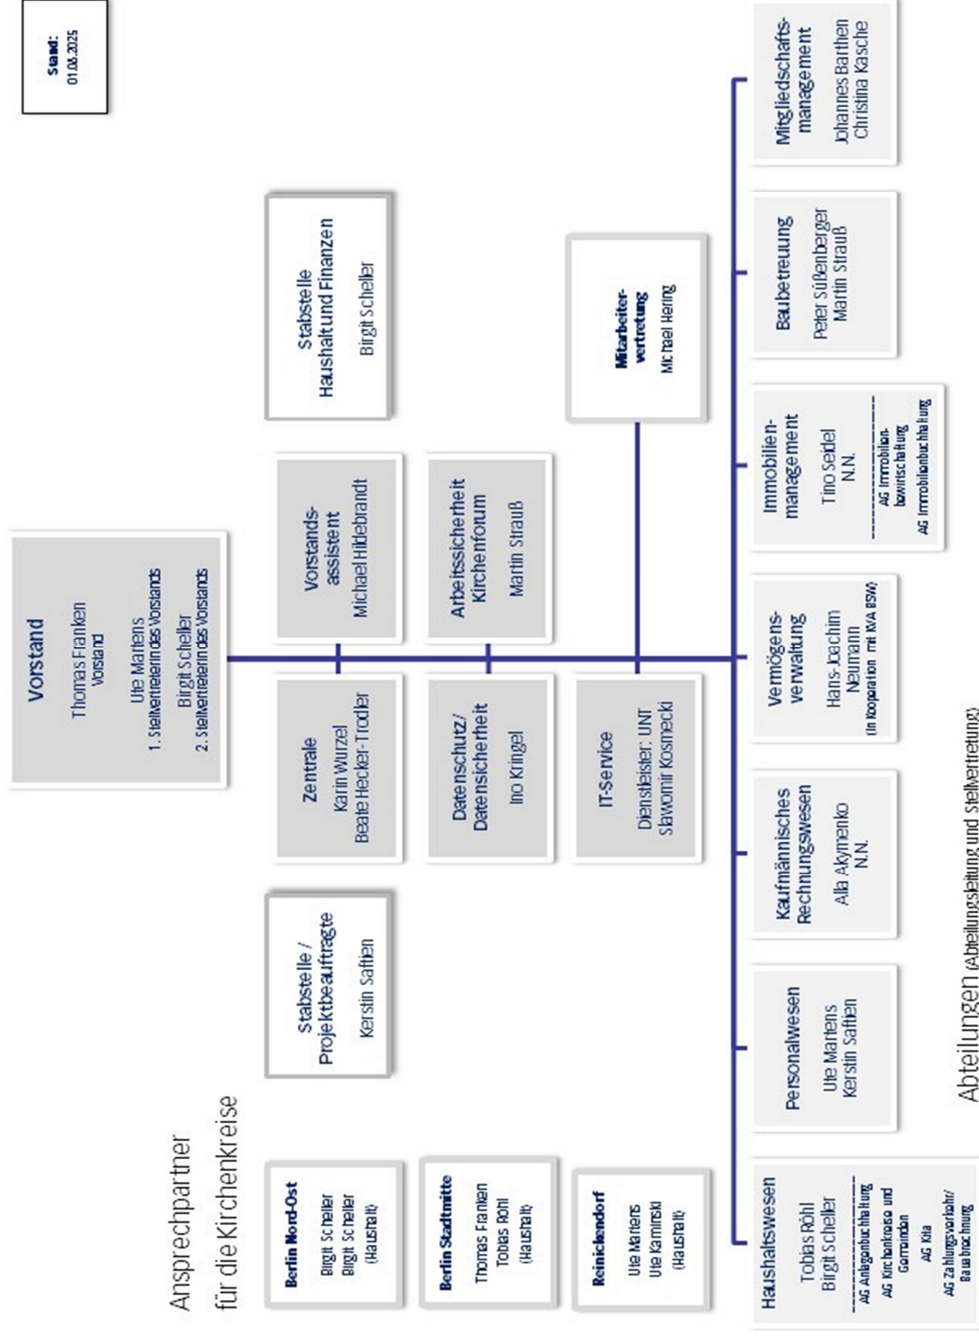 Stand:
01.08.2025
Vorstand
Thomas Franken
Vorstand
Ute Martens
1. Stellvertreterin des Vorstands
Birgit Scheller
2. Stellvertreterin des Vorstands
Ansprechpartner
für die Kirchenkreise
Berlin Nord-Ost
Birgit Scheller
Birgit Scheller
(Haushalt)
Berlin Stadtmitte
Thomas Franken
Tobias Röhl
(Haushalt)
Reinickendorf
Ute Martens
Ute Kaminski
(Haushalt)
Stabstelle /
Projektbeauftragte
Kerstin Saftien
Zentrale
Karin Wurzel
Beate Hecker-Trodler
Vorstands-
assistent
Michael Hildebrandt
Stabstelle
Haushalt und Finanzen
Birgit Scheller
Datenschutz/
Datensicherheit
Ino Kringel
Arbeitssicherheit
Kirchenforum
Martin Strauß
IT-Service
Dienstleister: UNT
Slawomir Kosmecki
Mitarbeiter-
vertretung
Michael Hering
Haushaltswesen
Tobias Röhl
Birgit Scheller
AG Anlagenbuchhaltung
AG Kirchenkreise und
Gemeinden
AG Kita
AG Zahlungsverkehr/
Bauabrechnung
Personalwesen
Ute Martens
Kerstin Saftien
Kaufmännisches
Rechnungswesen
Alla Akymenko
N.N.
Vermögens-
verwaltung
Hans-Joachim
Neumann
(in Kooperation mit KVA BSW)
Immobilien-
management
Tino Seidel
N.N.
AG Immobilien-
bewirtschaftung
AG Immobilienbuchhaltung
Baubetreuung
Peter Süßenberger
Martin Strauß
Mitgliedschafts-
management
Johannes Barthen
Christina Kasche
Abteilungen (Abteilungsleitung und Stellvertretung)